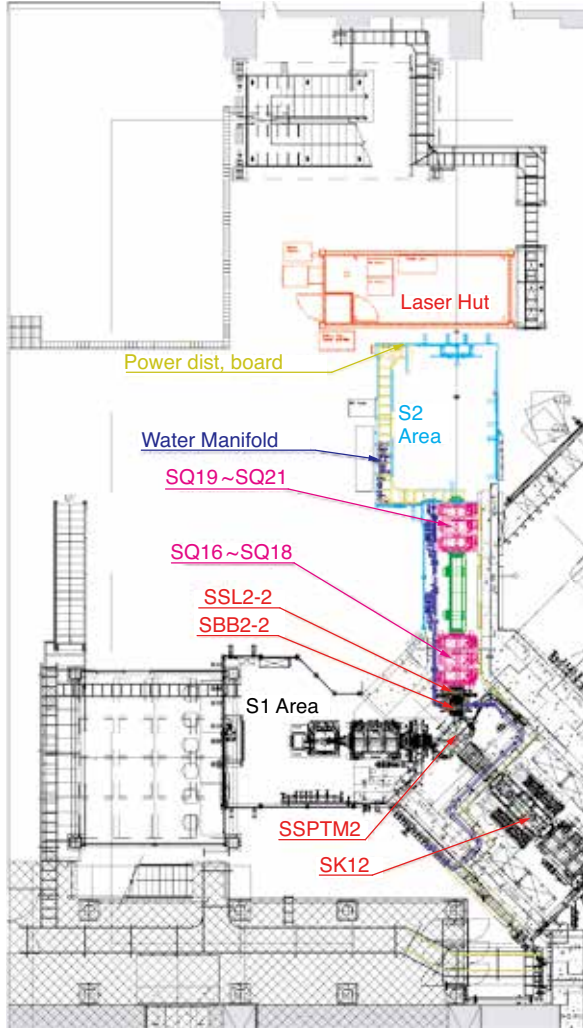 Laser Hut
Power dist, board
S2
Area
Water Manifold
SQ19~SQ21
SQ16~SQ18
SSL2-2
SBB2-2
S1 Area
SSPTM2
SK12